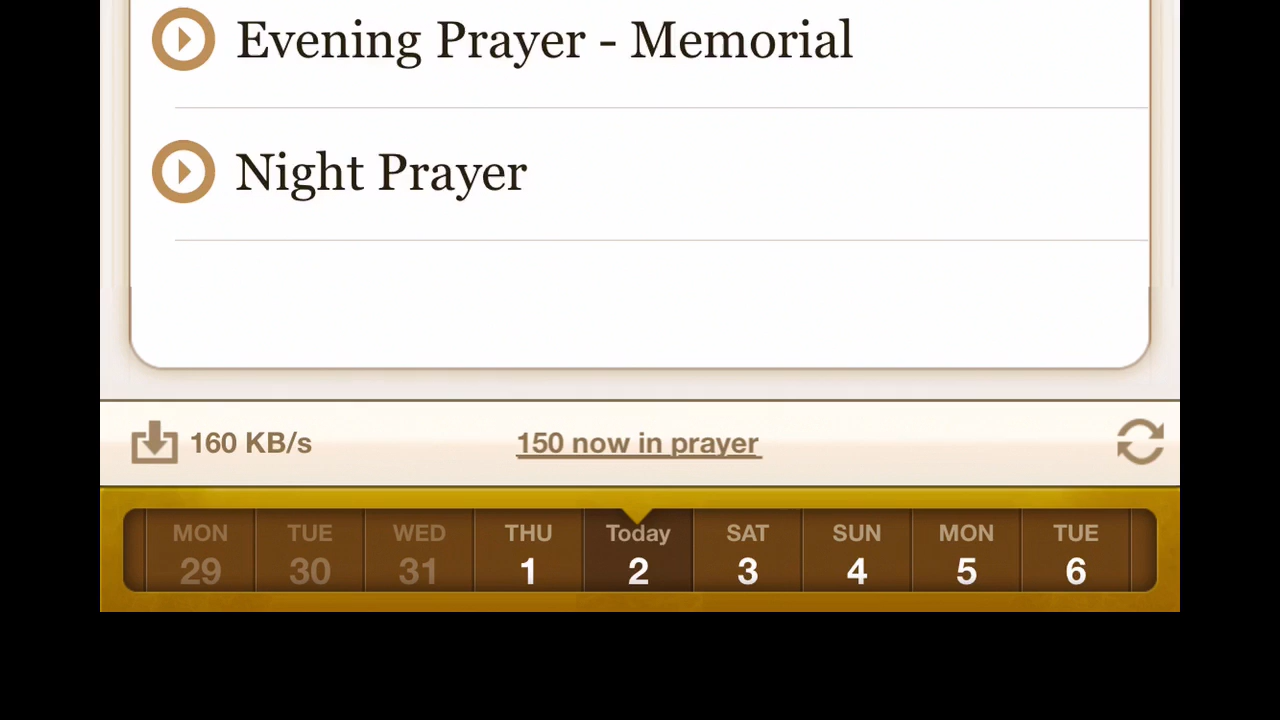 Evening Prayer - Memorial
Night Prayer
160 KB/s 150 now in prayer
MON TUE WED THU Today SAT SUN MON TUE
29 30 31 1 2 3 4 5 6